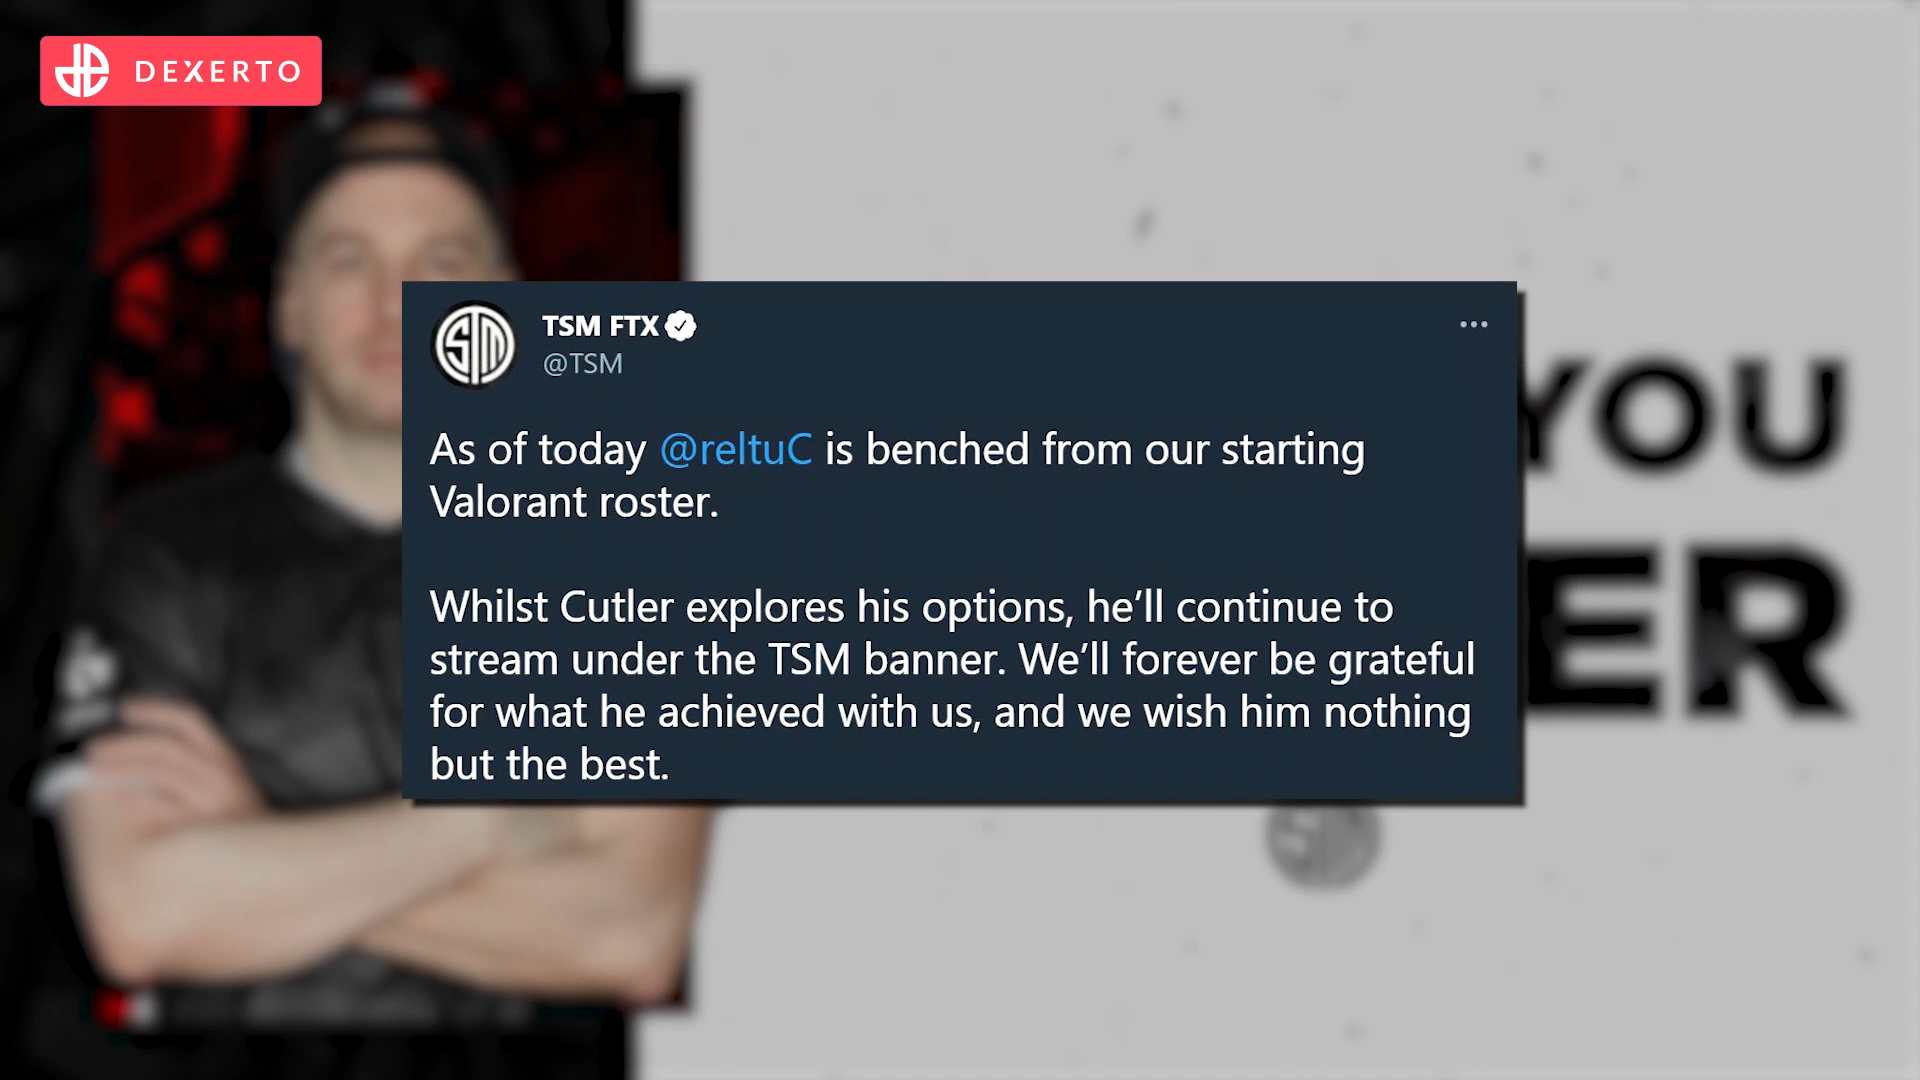 DEXERTO
TSM FTX
@TSM
As of today @reltuC is benched from our starting
Valorant roster.
Whilst Cutler explores his options, he’ll continue to
stream under the TSM banner. We’ll forever be grateful
for what he achieved with us, and we wish him nothing
but the best.
YOU
ER